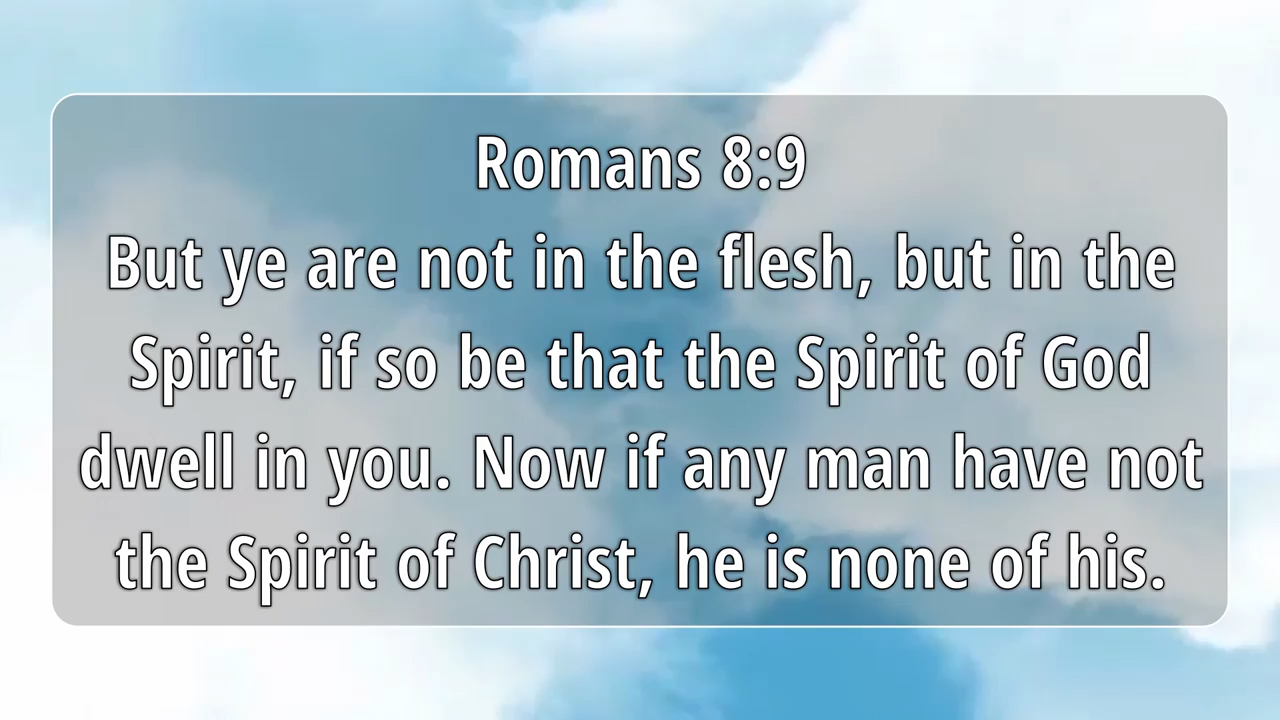 Romans 8:9
But ye are not in the flesh, but in the
Spirit, if so be that the Spirit of God
dwell in you. Now if any man have not
the Spirit of Christ, he is none of his.